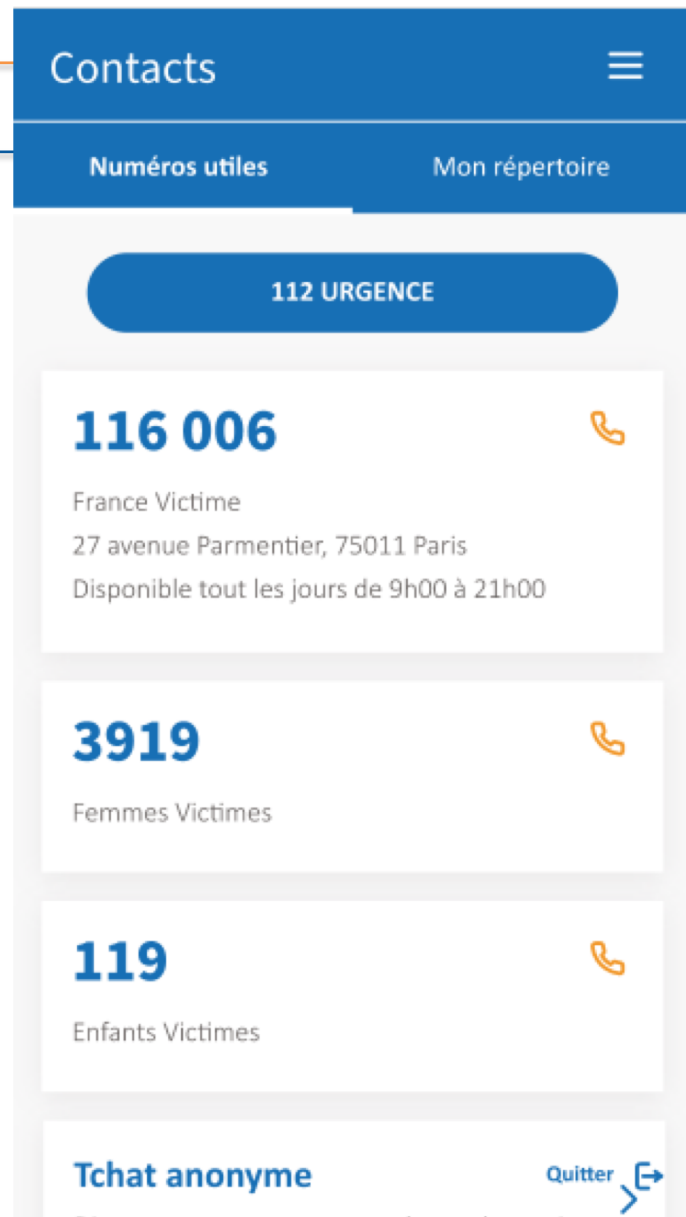 Contacts
Numéros utiles
Mon répertoire
112 URGENCE
116 006
France Victime
27 avenue Parmentier, 75011 Paris
Disponible tout les jours de 9h00 à 21h00
3919
Femmes Victimes
119
Enfants Victimes
Tchat anonyme
Quitter